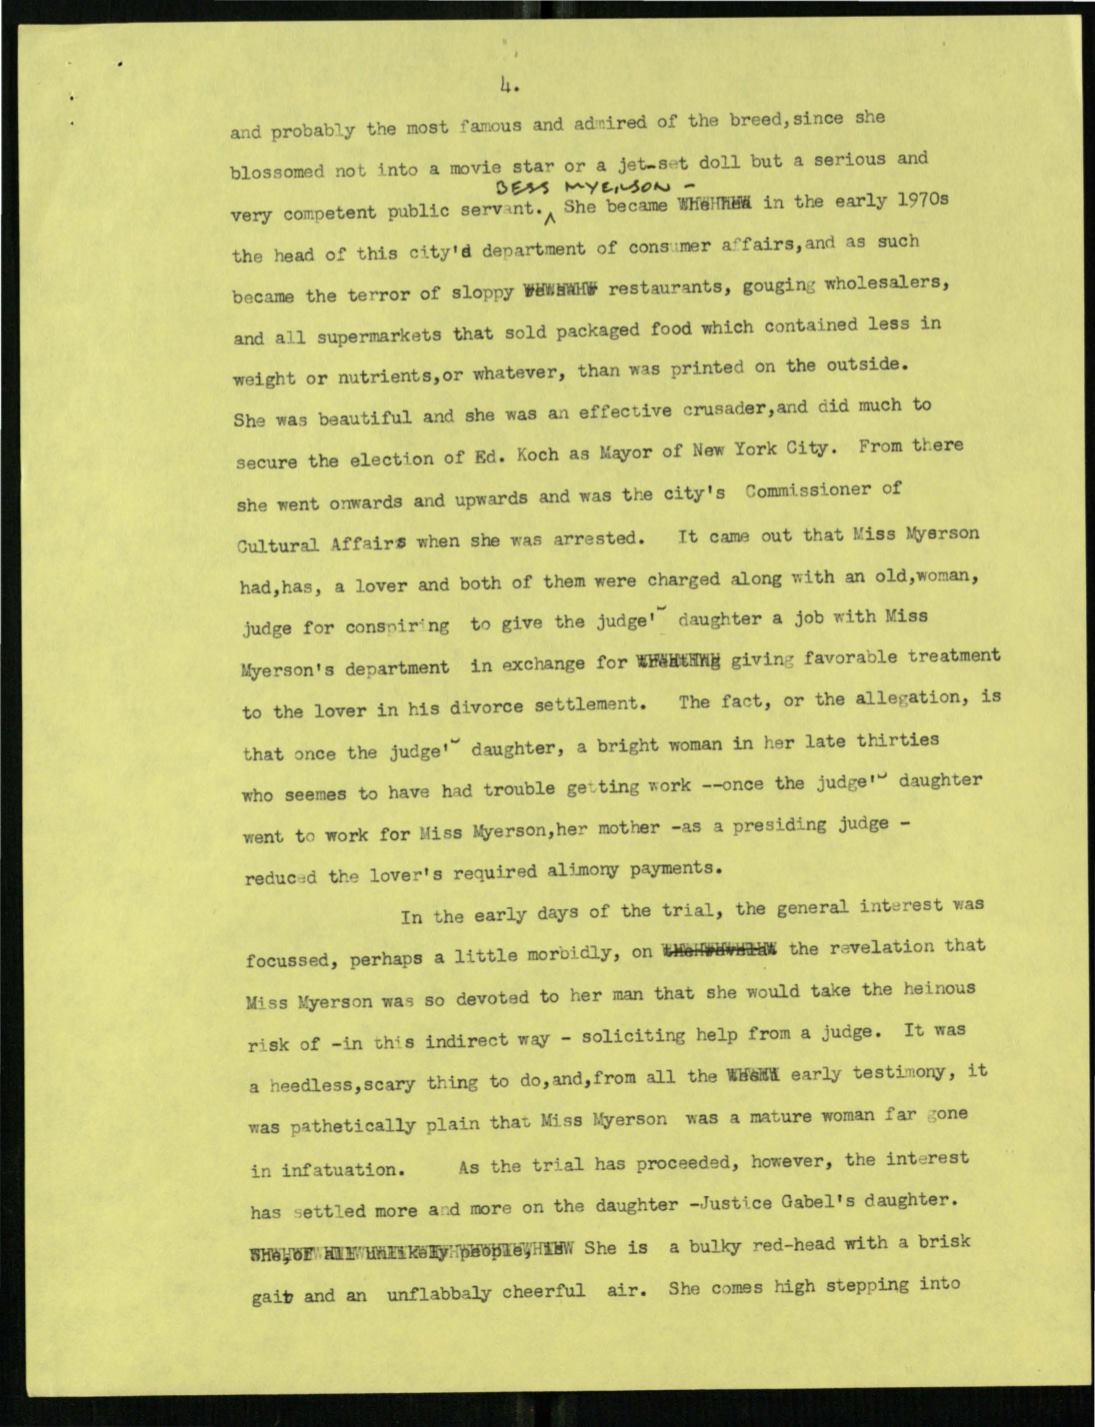 4.
and probably the most famous and admired of the breed,since she
blossomed not into a movie star or a jet-set doll but a serious and
BESS MYERSON -
very competent public servant. ^ She became in the early 1970s
the head of this city's department of consumer affairs,and as such
became the terror of sloppy restaurants, gouging wholesalers,
and all supermarkets that sold packaged food which contained less in
weight or nutrients,or whatever, than was printed on the outside.
She was beautiful and she was an effective crusader,and did much to
secure the election of Ed. Koch as Mayor of New York City. From there
she went onwards and upwards and was the city's Commissioner of
Cultural Affairs when she was arrested. It came out that Miss Myerson
had,has, a lover and both of them were charged along with an old,woman,
judge for conspiring to give the judge's daughter a job with Miss
Myerson's department in exchange for treating giving favorable treatment
to the lover in his divorce settlement. The fact, or the allegation, is
that once the judge's daughter, a bright woman in her late thirties
who seemes to have had trouble getting work --once the judge's daughter
went to work for Miss Myerson,her mother -as a presiding judge -
reduced the lover's required alimony payments.
In the early days of the trial, the general interest was
focussed, perhaps a little morbidly, on the revelation that
Miss Myerson was so devoted to her man that she would take the heinous
risk of -in this indirect way - soliciting help from a judge. It was
a heedless,scary thing to do,and,from all the early testimony, it
was pathetically plain that Miss Myerson was a mature woman far gone
in infatuation. As the trial has proceeded, however, the interest
has settled more and more on the daughter -Justice Gabel's daughter.
She,of all unlikely people, is She is a bulky red-head with a brisk
gait and an unflabbaly cheerful air. She comes high stepping into